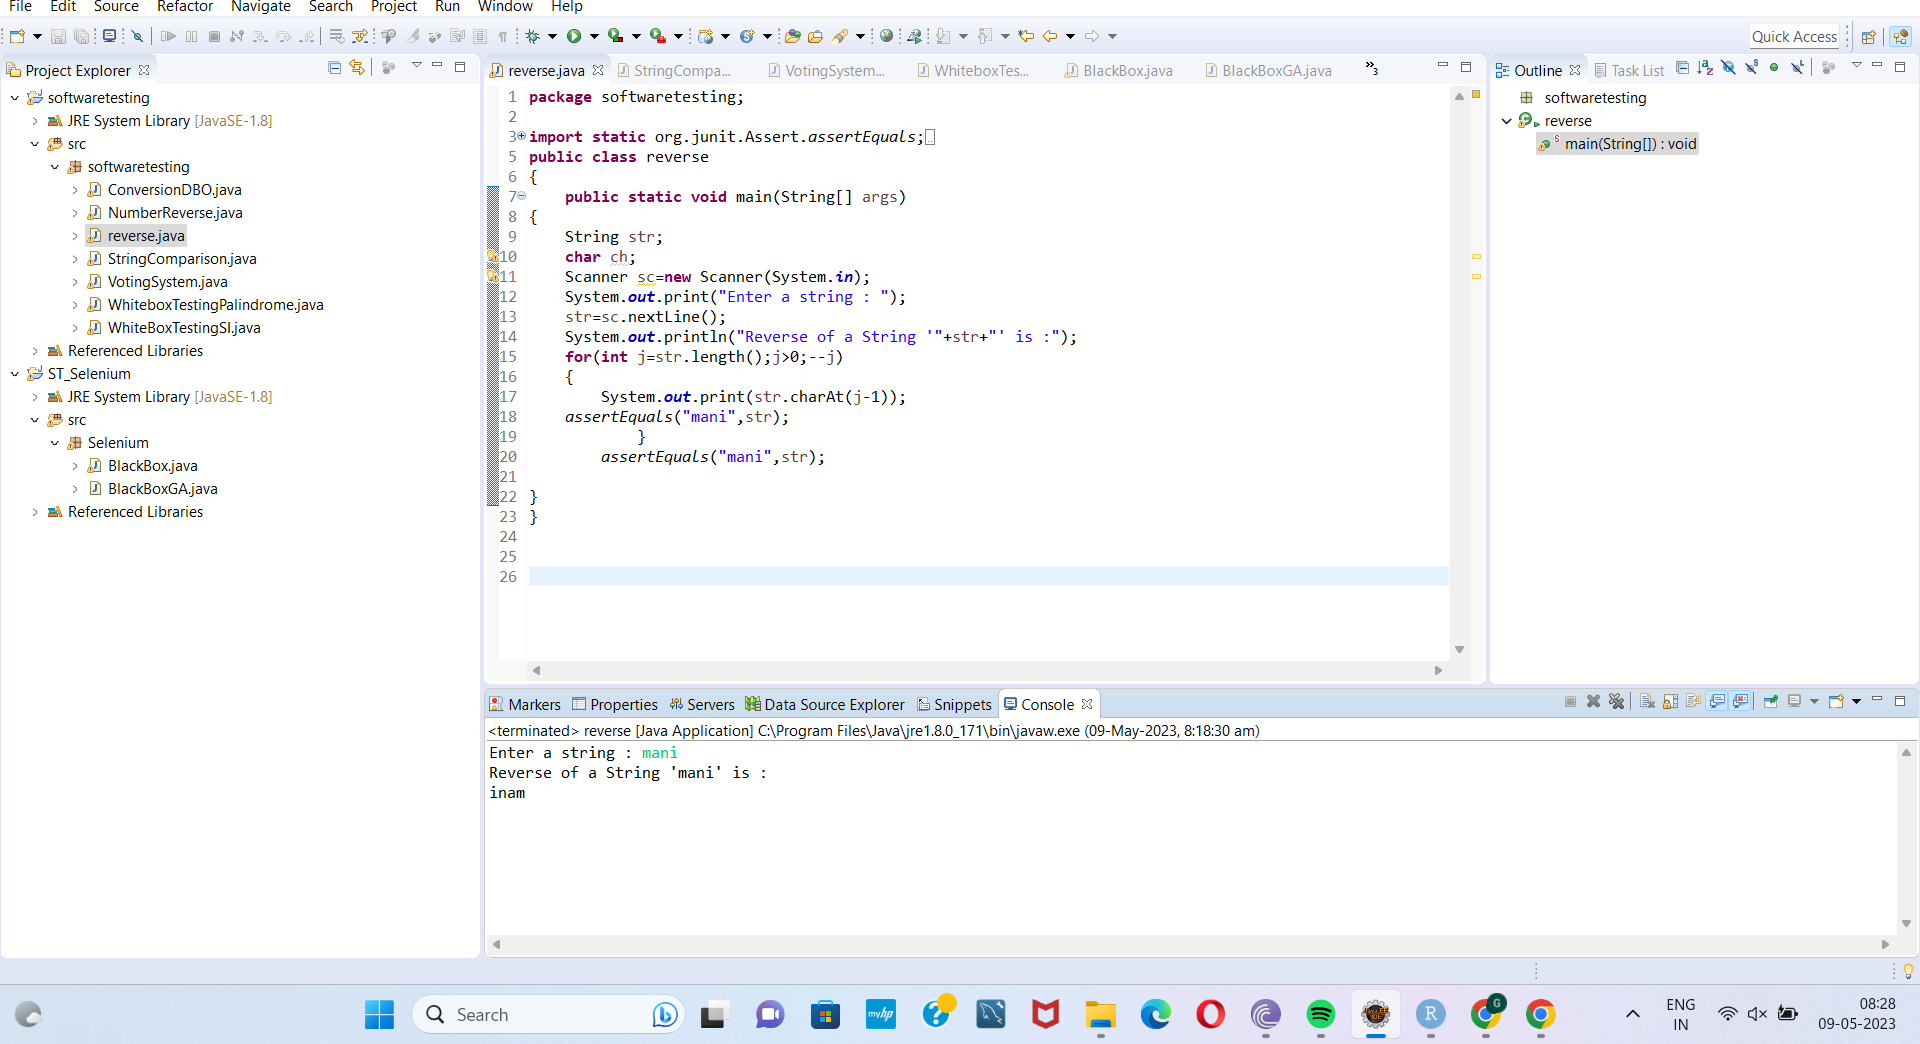 File Edit Source Refactor Navigate Search Project Run Window Help
Quick Access
Project Explorer
softwaretesting
JRE System Library [JavaSE-1.8]
src
softwaretesting
ConversionDBO.java
NumberReverse.java
reverse.java
StringComparison.java
VotingSystem.java
WhiteboxTestingPalindrome.java
WhiteBoxTestingSI.java
Referenced Libraries
ST_Selenium
JRE System Library [JavaSE-1.8]
src
Selenium
BlackBox.java
BlackBoxGA.java
Referenced Libraries
reverse.java StringCompa... VotingSystem... WhiteboxTes... BlackBox.java BlackBoxGA.java »3
1 package softwaretesting;
2
3 import static org.junit.Assert.assertEquals;
5 public class reverse
6 {
7 public static void main(String[] args)
8 {
9 String str;
10 char ch;
11 Scanner sc=new Scanner(System.in);
12 System.out.print("Enter a string : ");
13 str=sc.nextLine();
14 System.out.println("Reverse of a String '"+str+"' is :");
15 for(int j=str.length();j>0;--j)
16 {
17 System.out.print(str.charAt(j-1));
18 assertEquals("mani",str);
19 }
20 assertEquals("mani",str);
21
22 }
23 }
24
25
26
Outline Task List
softwaretesting
reverse
main(String[]) : void
Markers Properties Servers Data Source Explorer Snippets Console
<terminated> reverse [Java Application] C:\Program Files\Java\jre1.8.0_171\bin\javaw.exe (09-May-2023, 8:18:30 am)
Enter a string : mani
Reverse of a String 'mani' is :
inam
Search
myhp
R
G
ENG
IN
08:28
09-05-2023